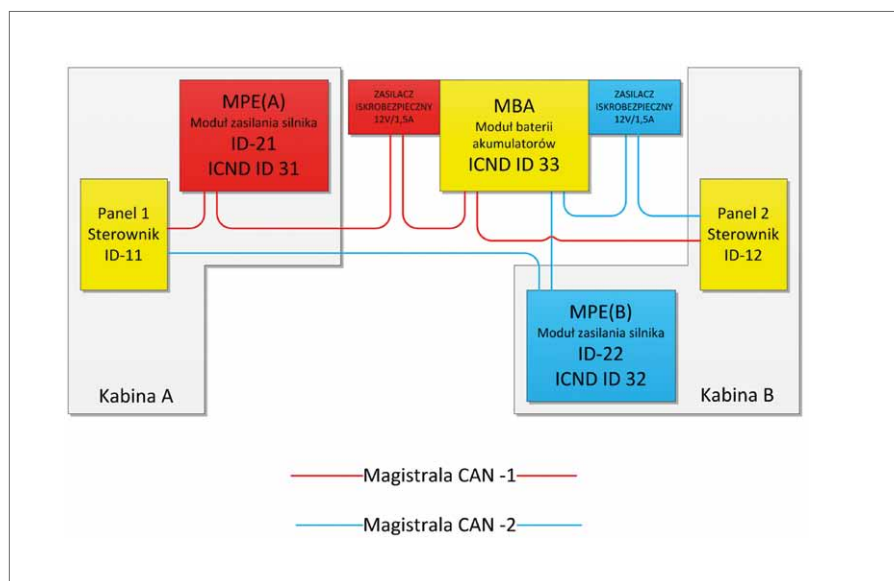 MPE(A)
Moduł zasilania silnika
ID-21
ICND ID 31
ZASILACZ
ISKROBEZPIECZNY
12V/1,5A
MBA
Moduł baterii
akumulatorów
ICND ID 33
ZASILACZ
ISKROBEZPIECZNY
12V/1,5A
Panel 1
Sterownik
ID-11
Panel 2
Sterownik
ID-12
MPE(B)
Moduł zasilania silnika
ID-22
ICND ID 32
Kabina A
Kabina B
Magistrala CAN -1
Magistrala CAN -2